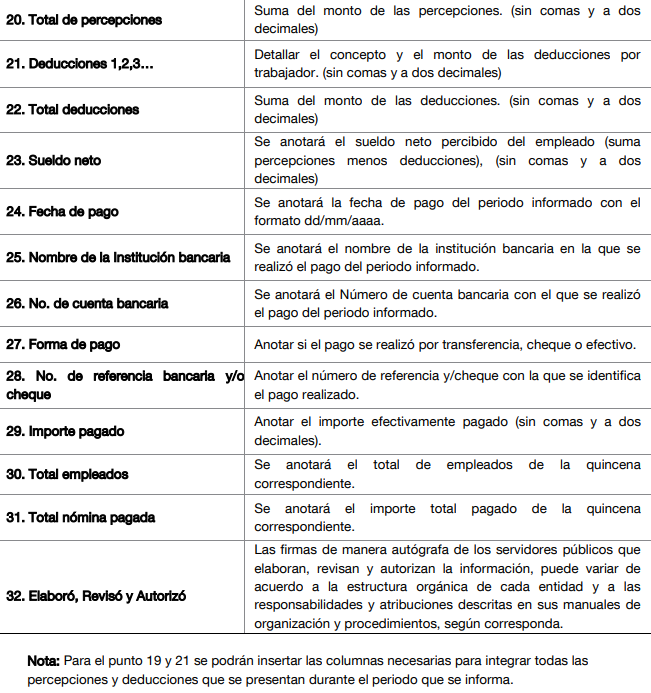 20. Total de percepciones
Suma del monto de las percepciones. (sin comas y a dos
decimales)
21. Deducciones 1,2,3…
Detallar el concepto y el monto de las deducciones por
trabajador. (sin comas y a dos decimales)
22. Total deducciones
Suma del monto de las deducciones. (sin comas y a dos
decimales)
23. Sueldo neto
Se anotará el sueldo neto percibido del empleado (suma
percepciones menos deducciones), (sin comas y a dos
decimales)
24. Fecha de pago
Se anotará la fecha de pago del periodo informado con el
formato dd/mm/aaaa.
25. Nombre de la Institución bancaria
Se anotará el nombre de la institución bancaria en la que se
realizó el pago del periodo informado.
26. No. de cuenta bancaria
Se anotará el Número de cuenta bancaria con el que se realizó
el pago del periodo informado.
27. Forma de pago
Anotar si el pago se realizó por transferencia, cheque o efectivo.
28. No. de referencia bancaria y/o
cheque
Anotar el número de referencia y/cheque con la que se identifica
el pago realizado.
29. Importe pagado
Anotar el importe efectivamente pagado (sin comas y a dos
decimales).
30. Total empleados
Se anotará el total de empleados de la quincena
correspondiente.
31. Total nómina pagada
Se anotará el importe total pagado de la quincena
correspondiente.
32. Elaboró, Revisó y Autorizó
Las firmas de manera autógrafa de los servidores públicos que
elaboran, revisan y autorizan la información, puede variar de
acuerdo a la estructura orgánica de cada entidad y a las
responsabilidades y atribuciones descritas en sus manuales de
organización y procedimientos, según corresponda.
Nota: Para el punto 19 y 21 se podrán insertar las columnas necesarias para integrar todas las
percepciones y deducciones que se presentan durante el periodo que se informa.